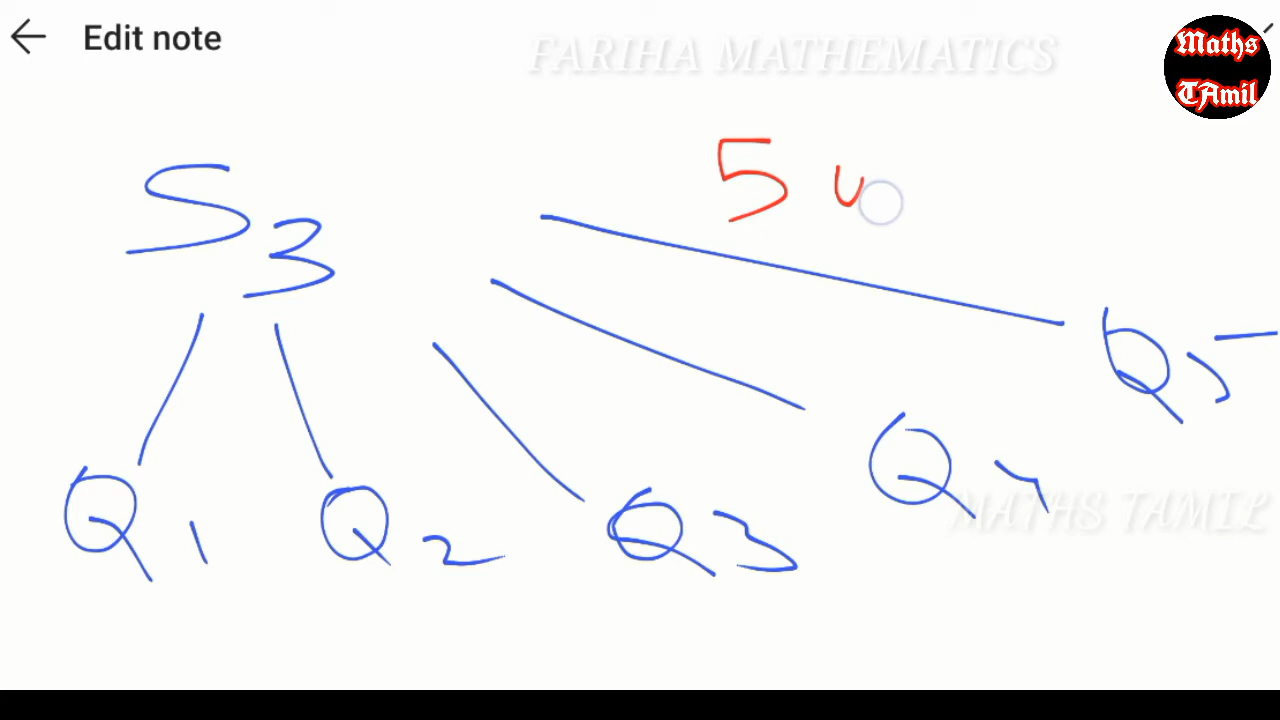 Edit note
FARIHA MATHEMATICS
Maths
TAmil
S3
5
Q5
Q4
Q1 Q2 Q3
MATHS TAMIL